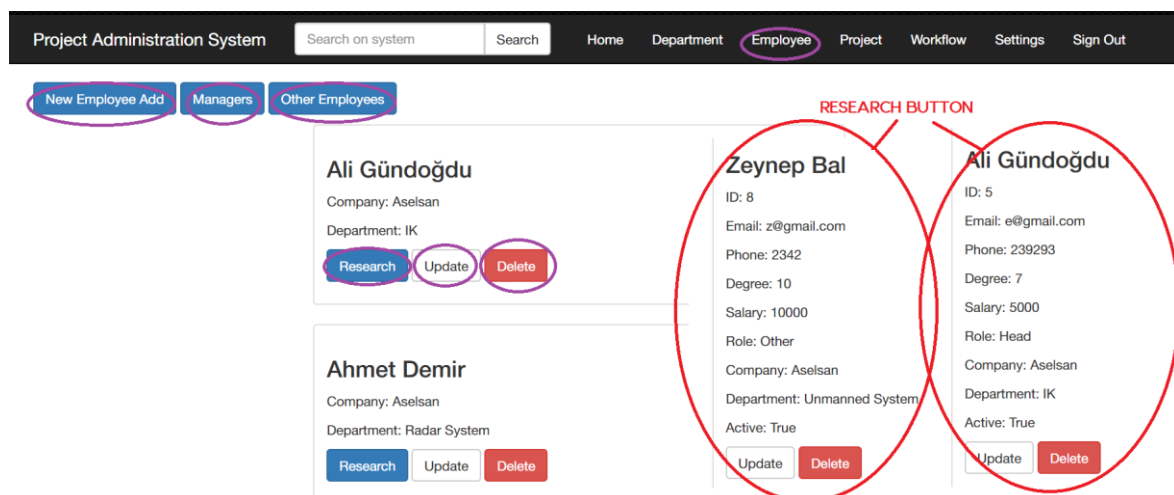 Project Administration System
Search on system
Search
Home
Department
Employee
Project
Workflow
Settings
Sign Out
New Employee Add
Managers
Other Employees
RESEARCH BUTTON
Ali Gündoğdu
Company: Aselsan
Department: IK
Research
Update
Delete
Ahmet Demir
Company: Aselsan
Department: Radar System
Research
Update
Delete
Zeynep Bal
ID: 8
Email: z@gmail.com
Phone: 2342
Degree: 10
Salary: 10000
Role: Other
Company: Aselsan
Department: Unmanned System
Active: True
Update
Delete
Ali Gündoğdu
ID: 5
Email: e@gmail.com
Phone: 239293
Degree: 7
Salary: 5000
Role: Head
Company: Aselsan
Department: IK
Active: True
Update
Delete